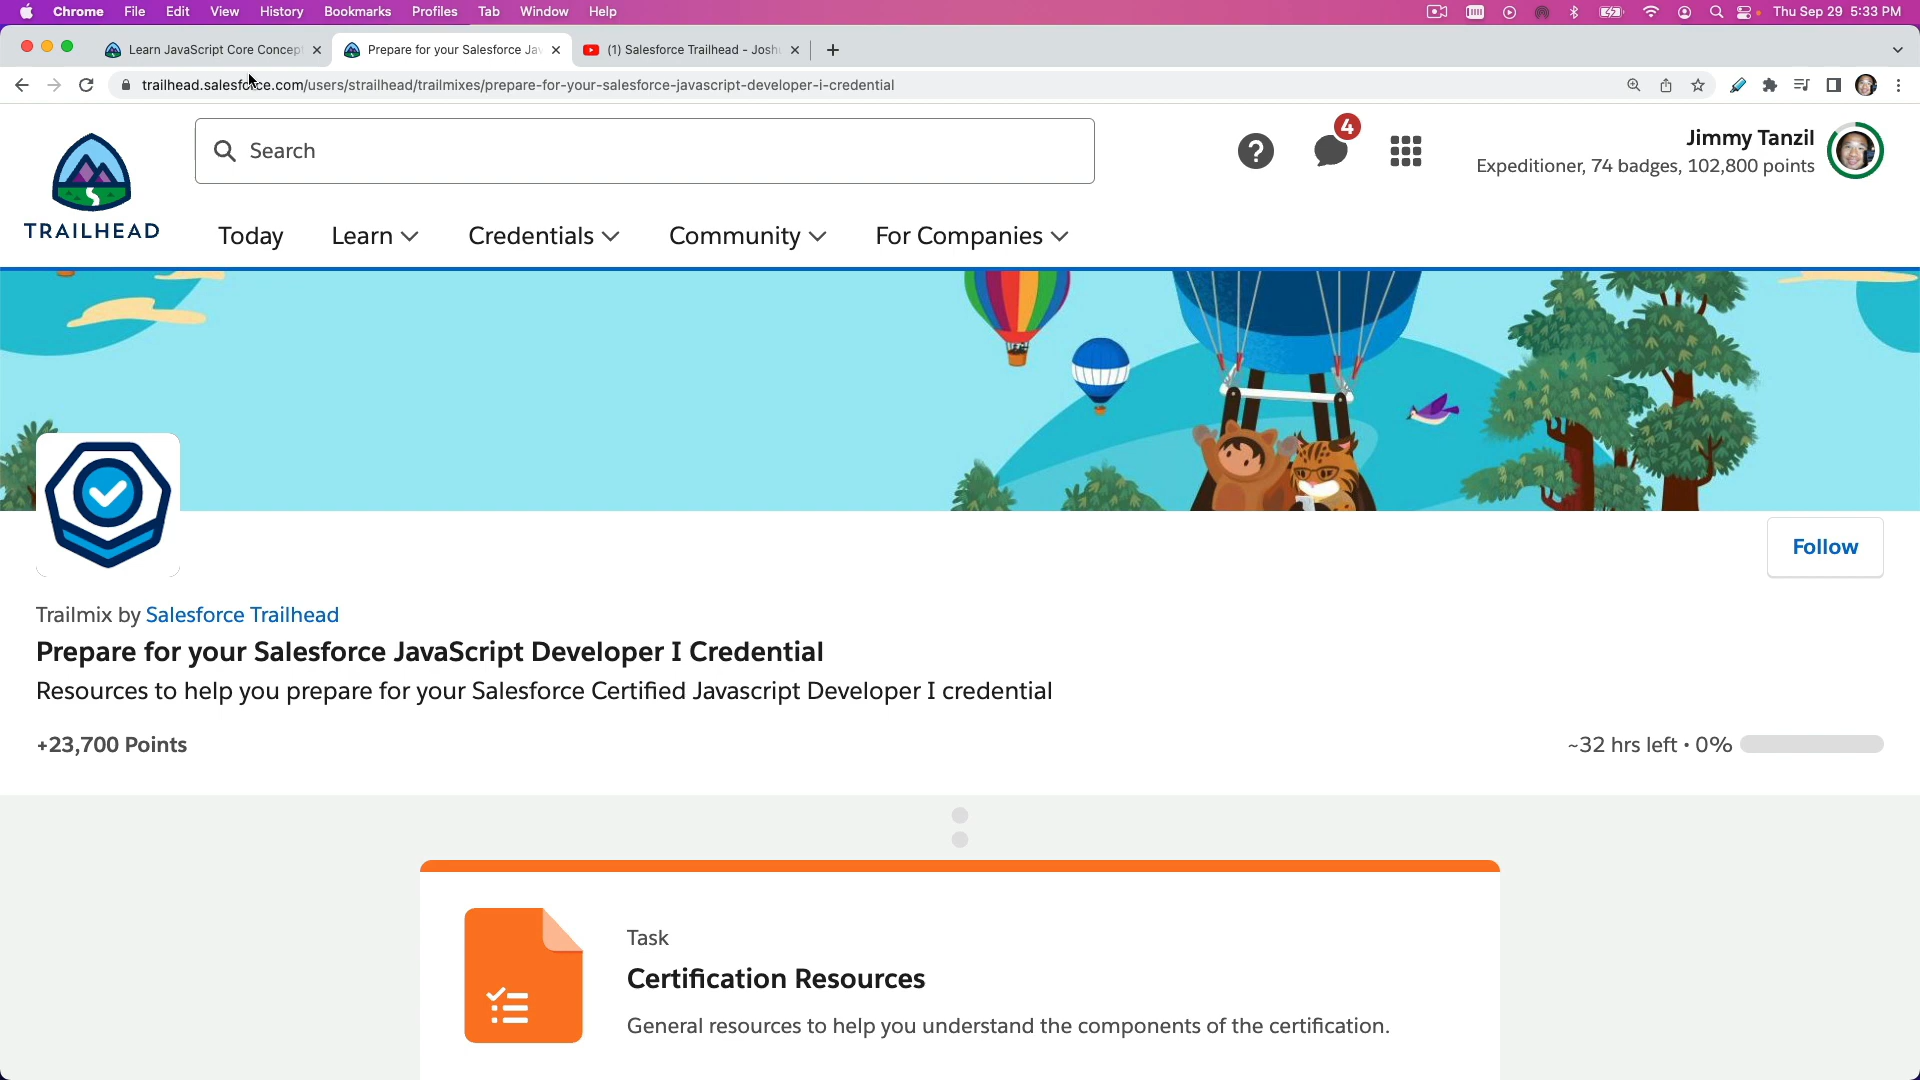 Chrome File Edit View History Bookmarks Profiles Tab Window Help Thu Sep 29 5:33 PM
Learn JavaScript Core Concept Prepare for your Salesforce Jav (1) Salesforce Trailhead - Josh
trailhead.salesforce.com/users/strailhead/trailmixes/prepare-for-your-salesforce-javascript-developer-i-credential
Search
4
Jimmy Tanzil
Expeditioner, 74 badges, 102,800 points
TRAILHEAD
Today Learn Credentials Community For Companies
Follow
Trailmix by Salesforce Trailhead
Prepare for your Salesforce JavaScript Developer I Credential
Resources to help you prepare for your Salesforce Certified Javascript Developer I credential
+23,700 Points
~32 hrs left • 0%
Task
Certification Resources
General resources to help you understand the components of the certification.